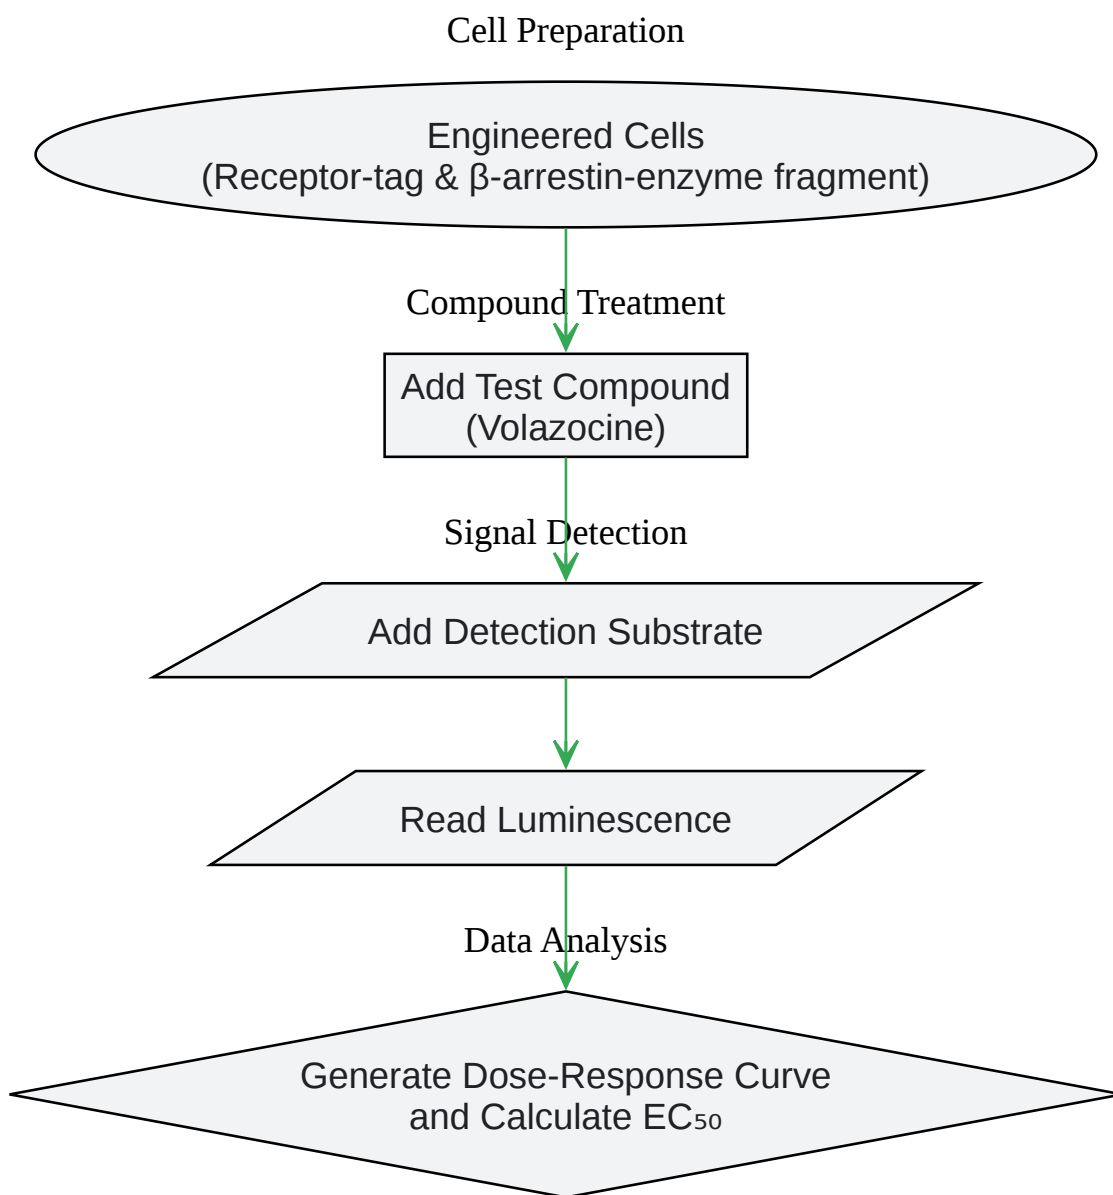 Cell Preparation
Engineered Cells
(Receptor-tag & β-arrestin-enzyme fragment)
Compound Treatment
Add Test Compound
(Volazocine)
Signal Detection
Add Detection Substrate
Read Luminescence
Data Analysis
Generate Dose-Response Curve
and Calculate EC₅₀